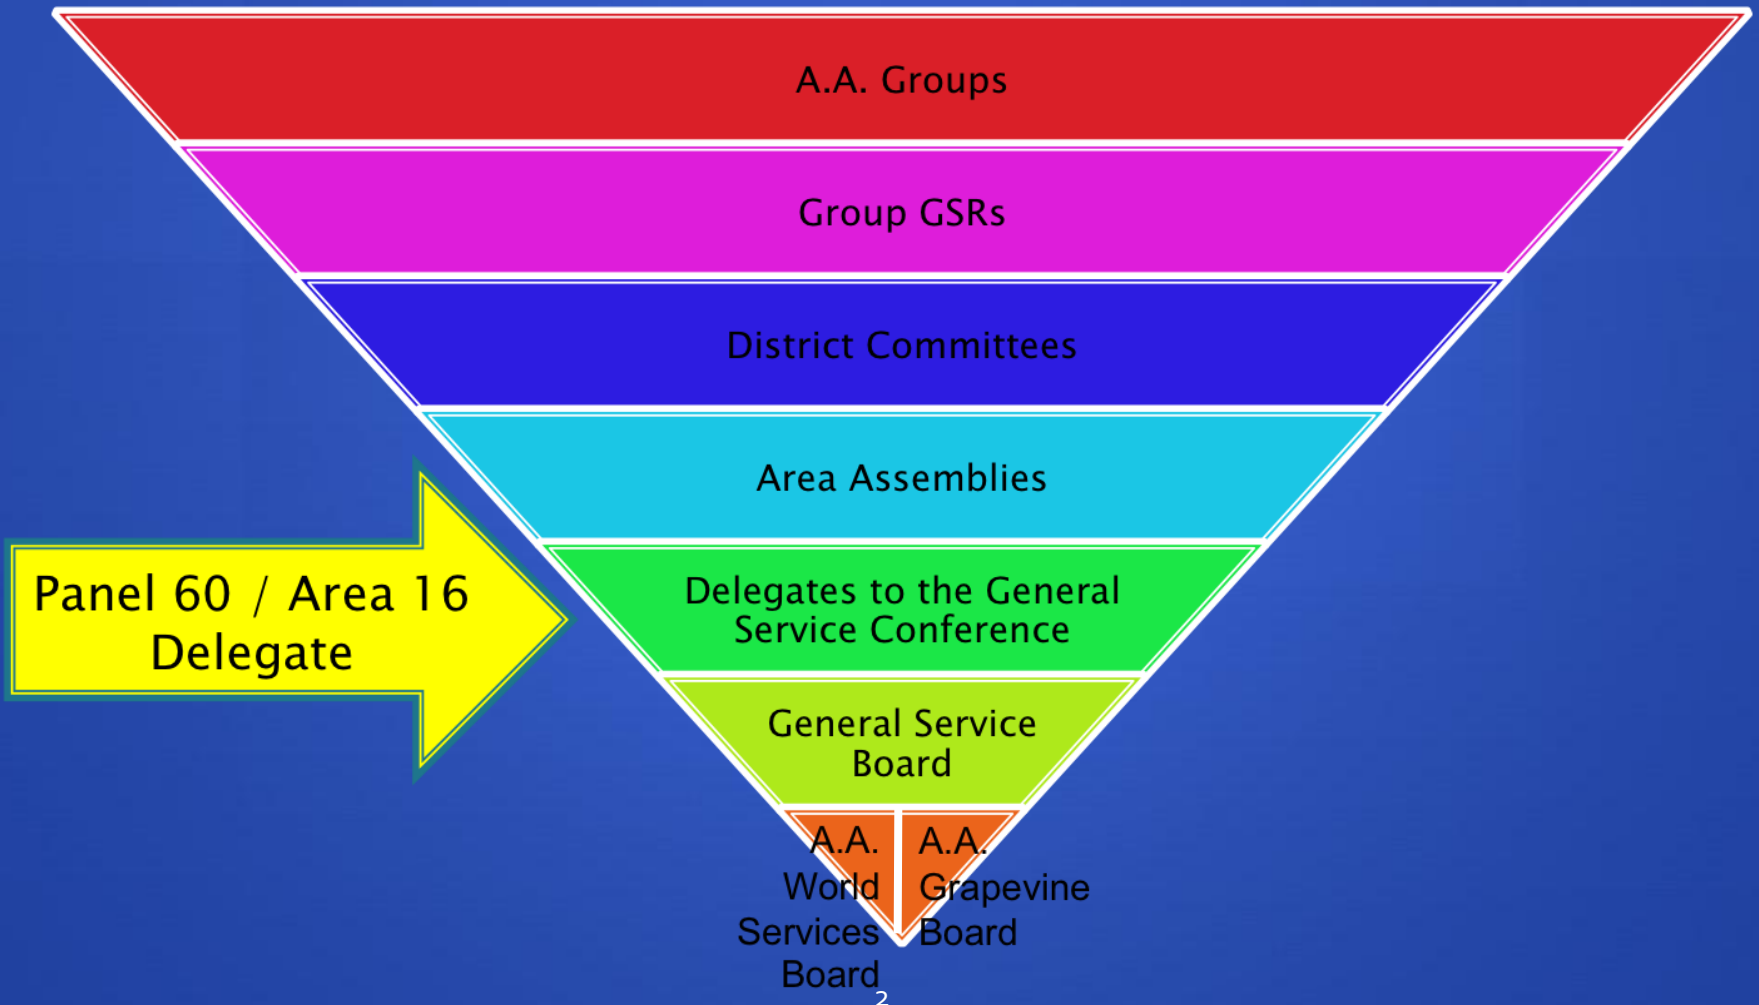 A.A. Groups
Group GSRs
District Committees
Area Assemblies
Panel 60 / Area 16
Delegate
Delegates to the General
Service Conference
General Service
Board
A.A.
World
Services
Board
A.A.
Grapevine
Board
2